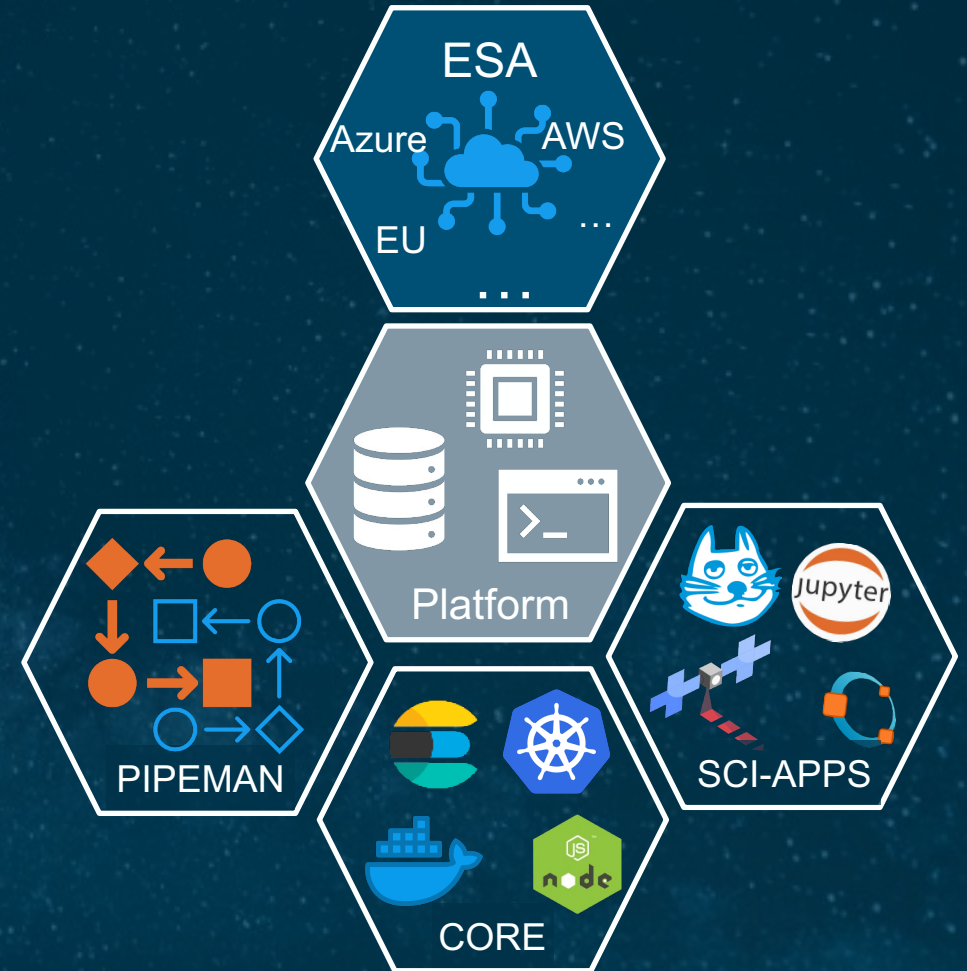 ESA
Azure
AWS
EU
...
...
>_
Platform
PIPEMAN
jupyter
SCI-APPS
JS
node
CORE